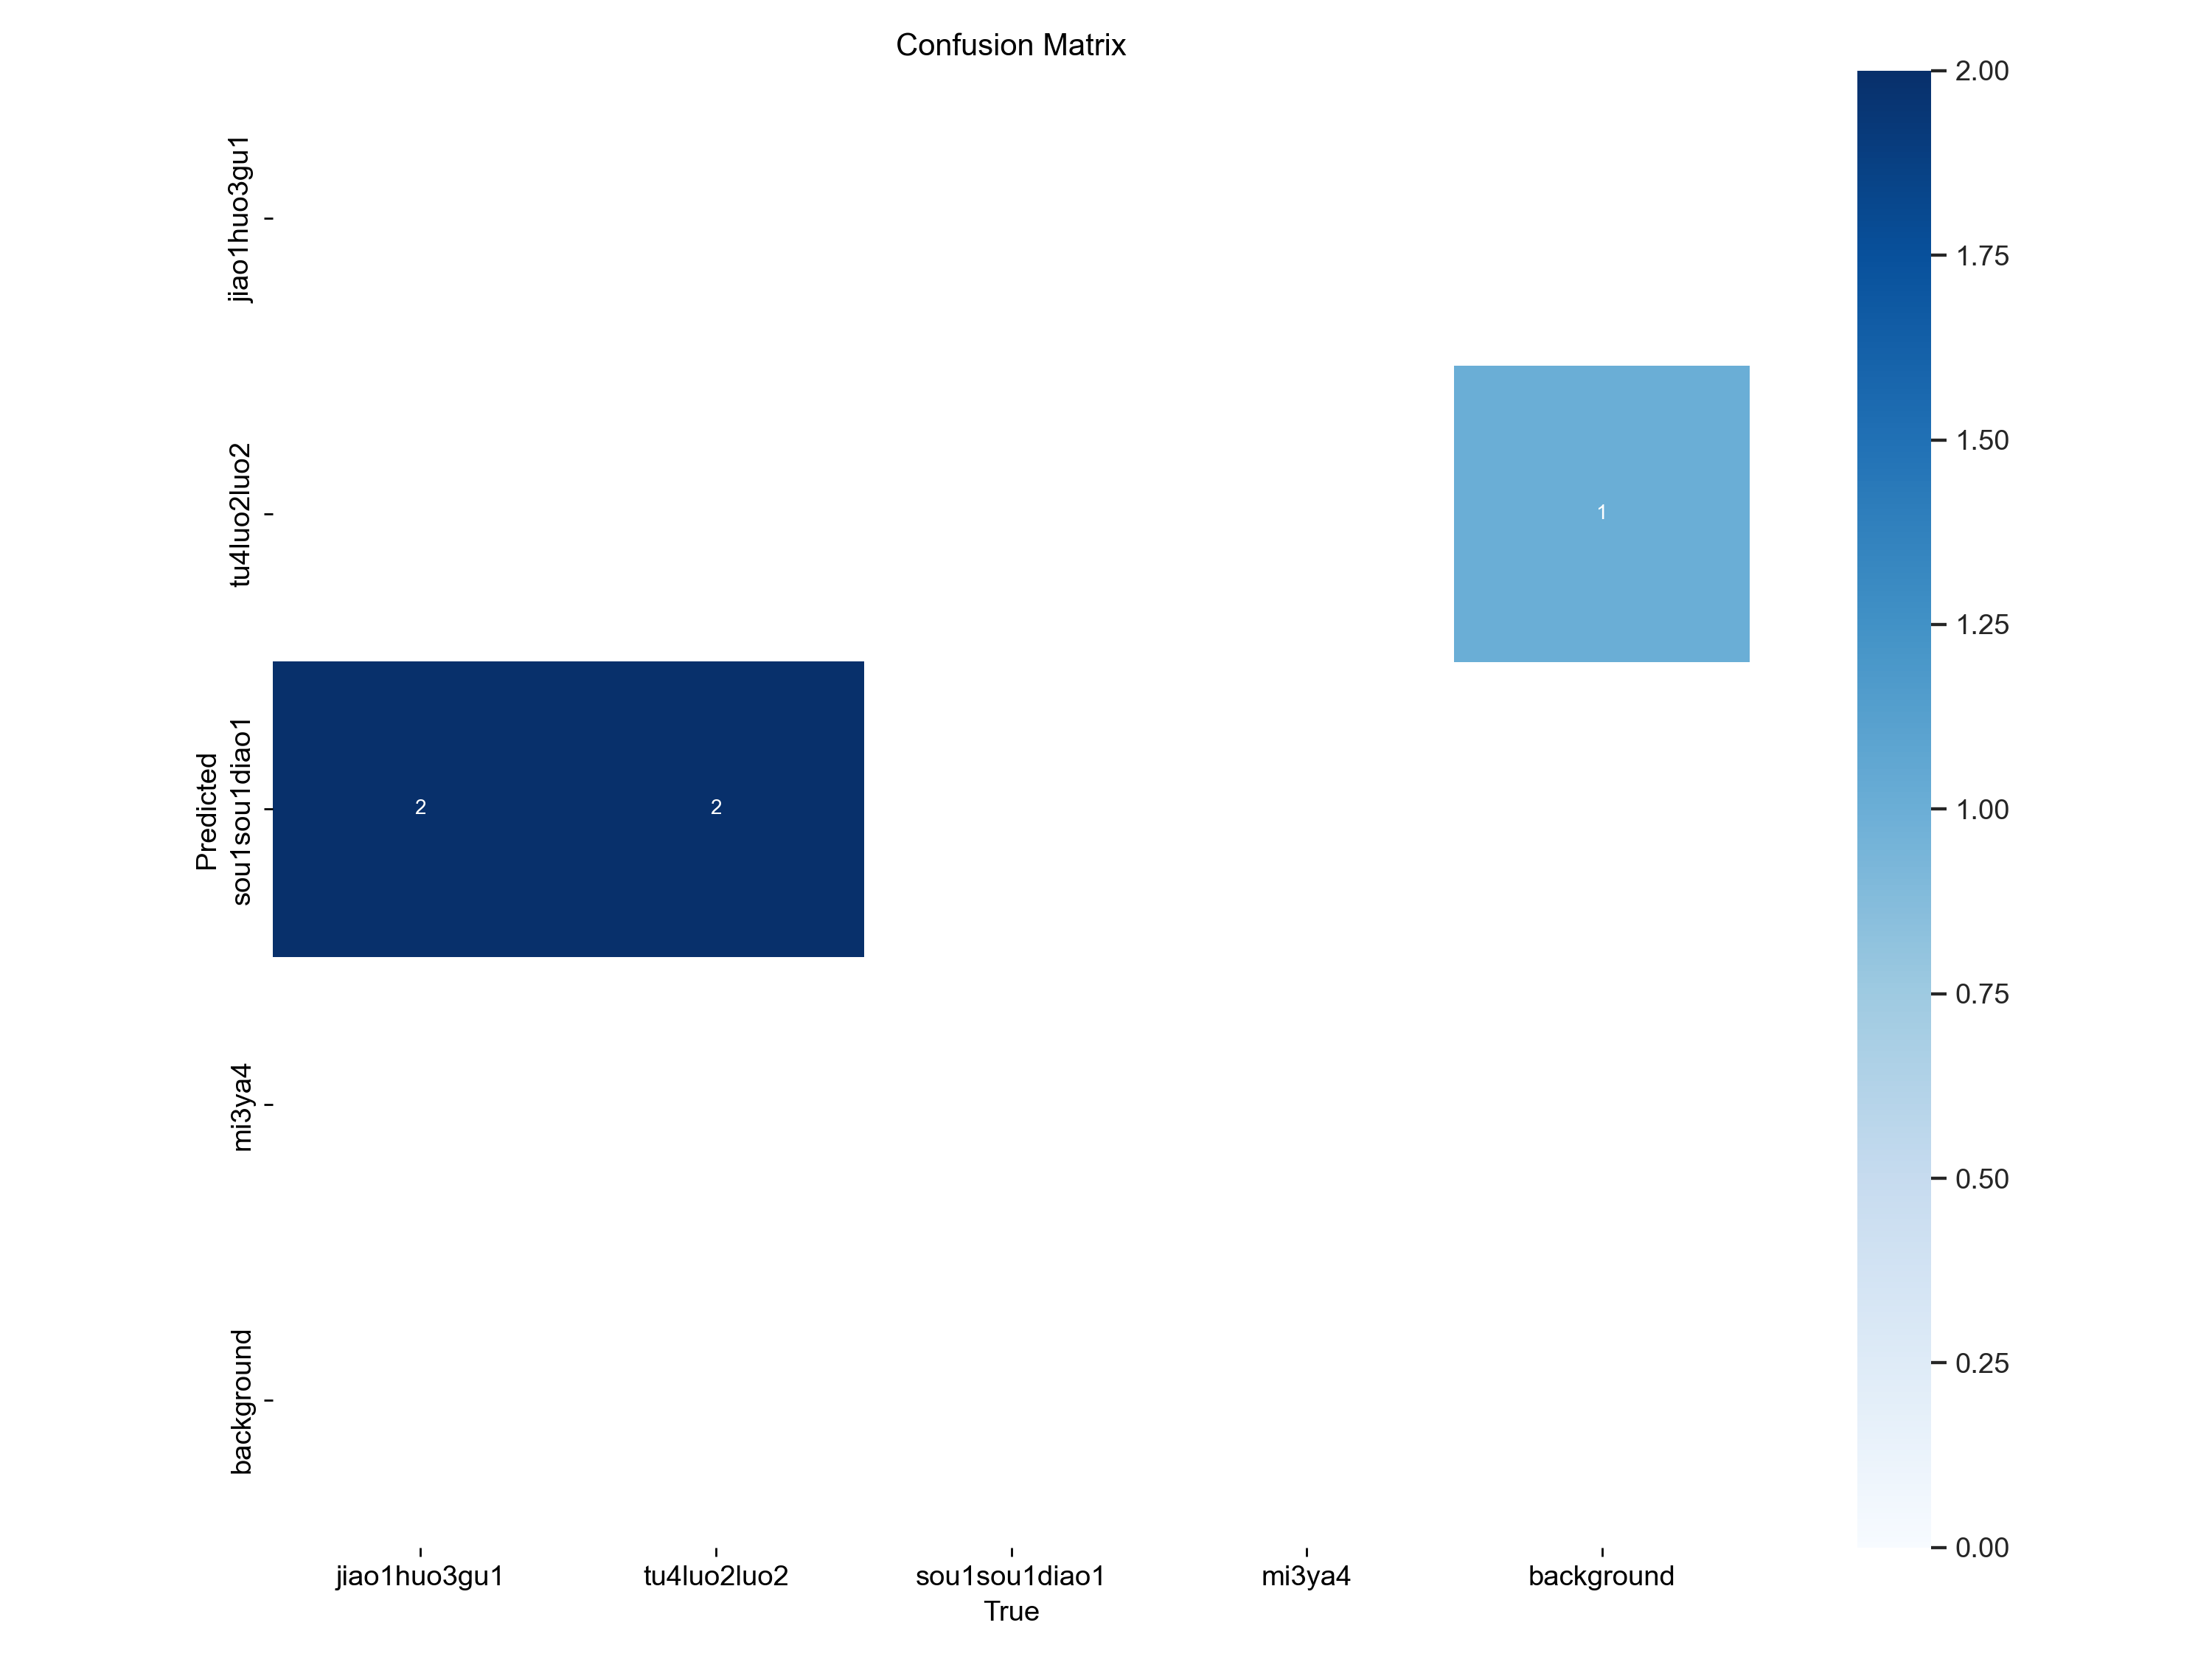 Confusion Matrix
2.00
1.75
1.50
1.25
1.00
0.75
0.50
0.25
0.00
Predicted
jiao1huo3gu1
tu4luo2luo2
1
sou1sou1diao1
2 2
mi3ya4
background
jiao1huo3gu1 tu4luo2luo2 sou1sou1diao1 mi3ya4 background
True